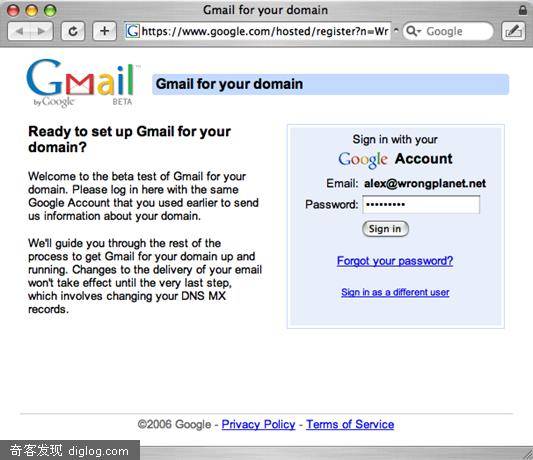 Gmail for your domain
https://www.google.com/hosted/register?n=Wr
Google
Gmail
by Google
BETA
Gmail for your domain
Ready to set up Gmail for your
domain?
Welcome to the beta test of Gmail for your
domain. Please log in here with the same
Google Account that you used earlier to send
us information about your domain.
We'll guide you through the rest of the
process to get Gmail for your domain up and
running. Changes to the delivery of your email
won't take effect until the very last step,
which involves changing your DNS MX
records.
Sign in with your
Google Account
Email: alex@wrongplanet.net
Password: •••••••••
Sign in
Forgot your password?
Sign in as a different user
©2006 Google - Privacy Policy - Terms of Service
奇客发现 diglog.com